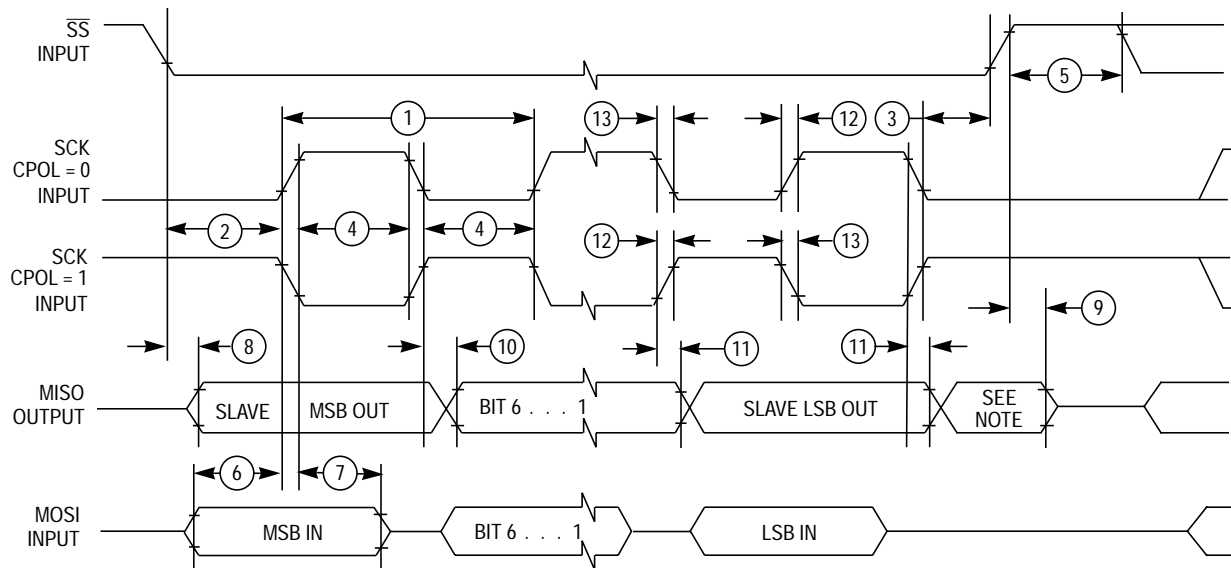 SS
INPUT
5
1
13
12
3
SCK
CPOL = 0
INPUT
2
4
4
12
13
SCK
CPOL = 1
INPUT
9
8
10
11
11
MISO
OUTPUT
SLAVE
MSB OUT
BIT 6 . . . 1
SLAVE LSB OUT
SEE
NOTE
6
7
MOSI
INPUT
MSB IN
BIT 6 . . . 1
LSB IN